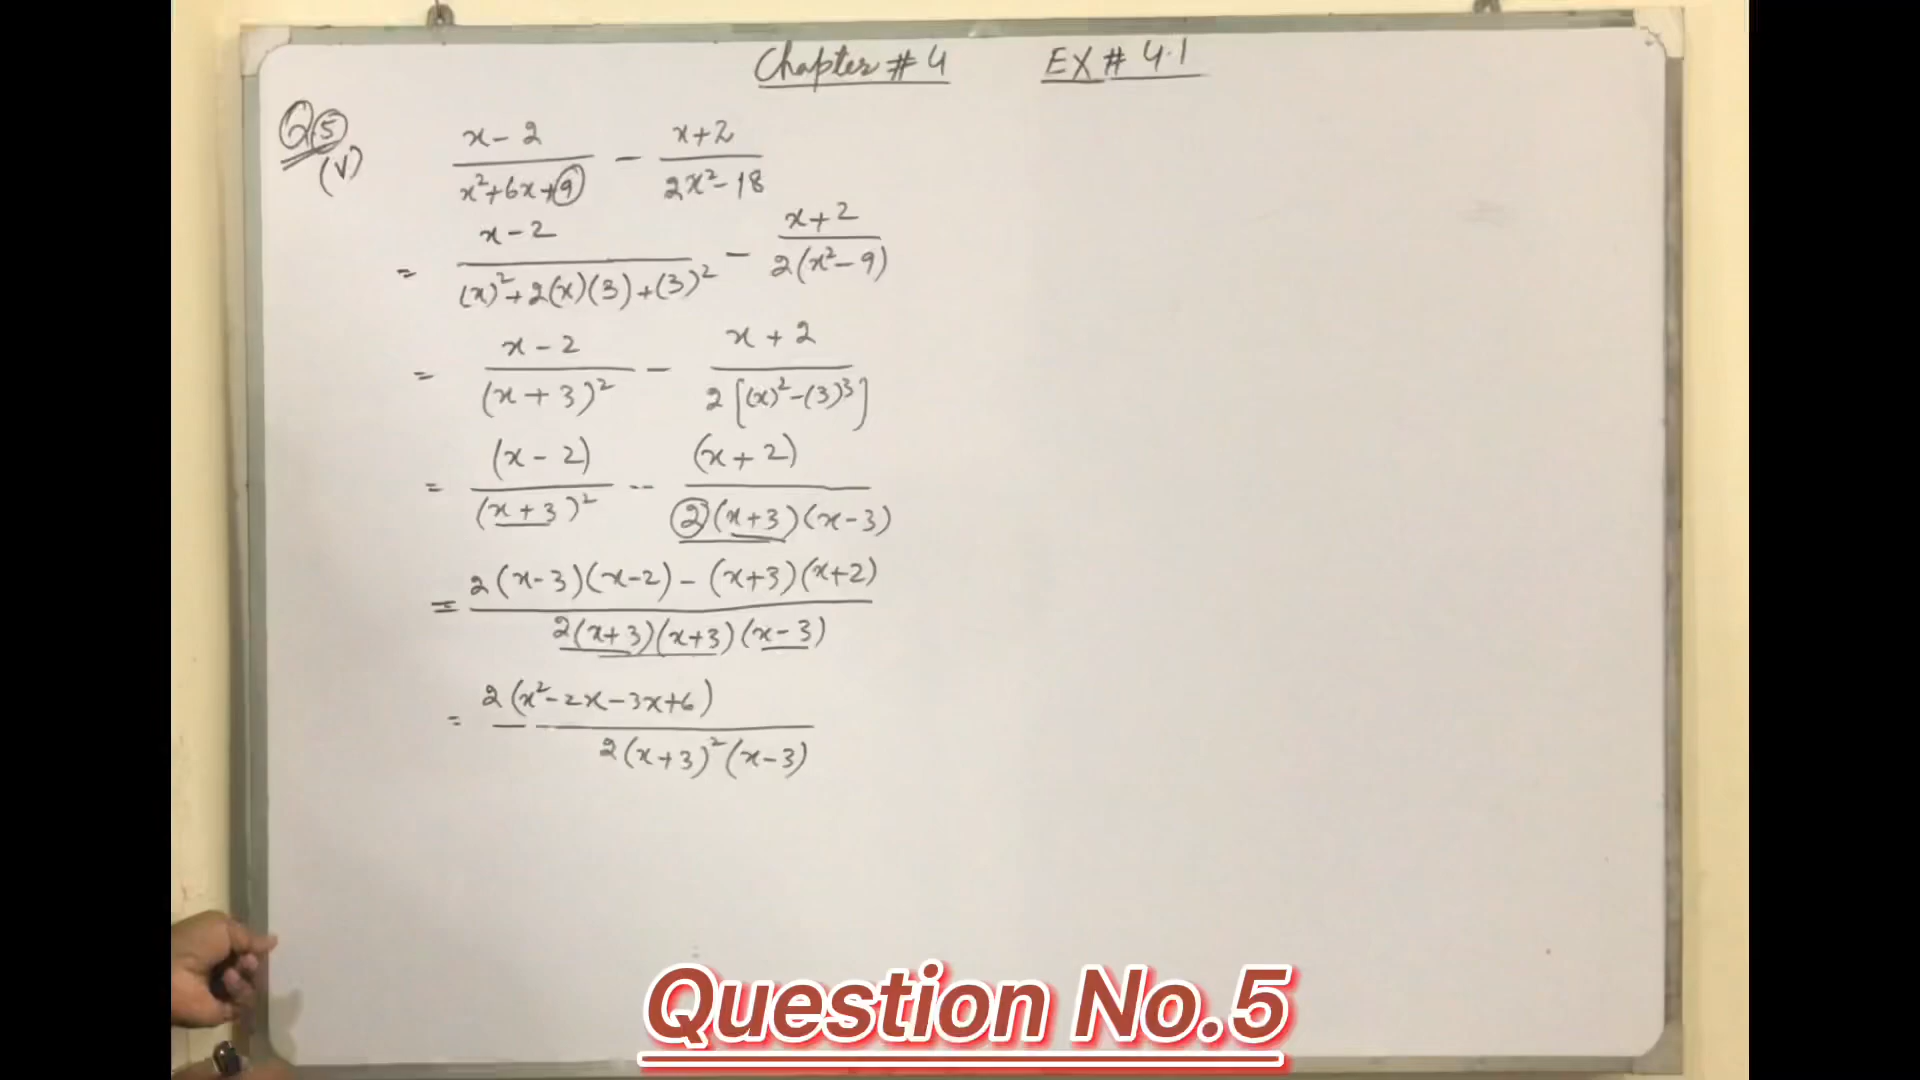 Chapter # 4 EX # 4.1
Q5 (v) x-2 / x²+6x+9 - x+2 / 2x²-18
= x-2 / (x)²+2(x)(3)+(3)² - x+2 / 2(x²-9)
= x-2 / (x+3)² - x+2 / 2[(x)²-(3)³]
= (x-2) / (x+3)² -- (x+2) / 2(x+3)(x-3)
= 2(x-3)(x-2) - (x+3)(x+2) / 2(x+3)(x+3)(x-3)
= 2(x²-2x-3x+6) / 2(x+3)²(x-3)
Question No.5